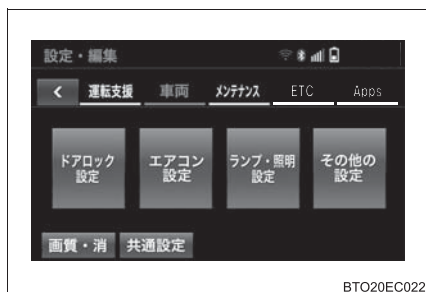 設定・編集
運転支援 車両 メンテナンス ETC Apps
ドアロック
設定
エアコン
設定
ランプ・照明
設定
その他の
設定
画質・消 共通設定
BTO20EC022